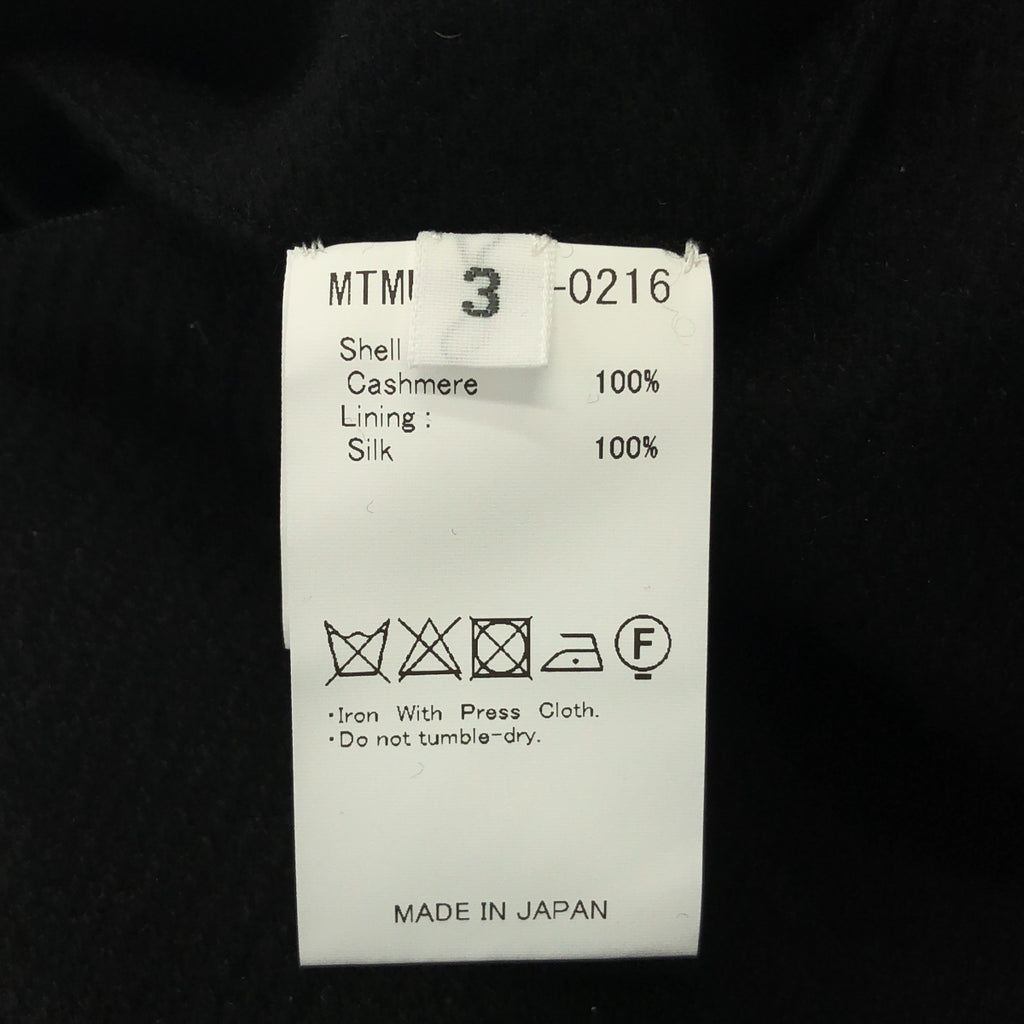 3
-0216
Shell
Cashmere 100%
Lining :
Silk 100%
F
・Iron With Press Cloth.
・Do not tumble-dry.
MADE IN JAPAN